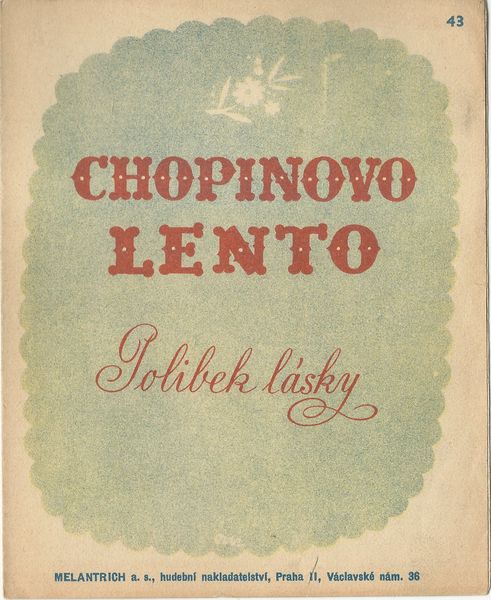 43
CHOPINOVO
LENTO
Polibek lásky
MELANTRICH a. s., hudební nakladatelství, Praha II, Václavské nám. 36